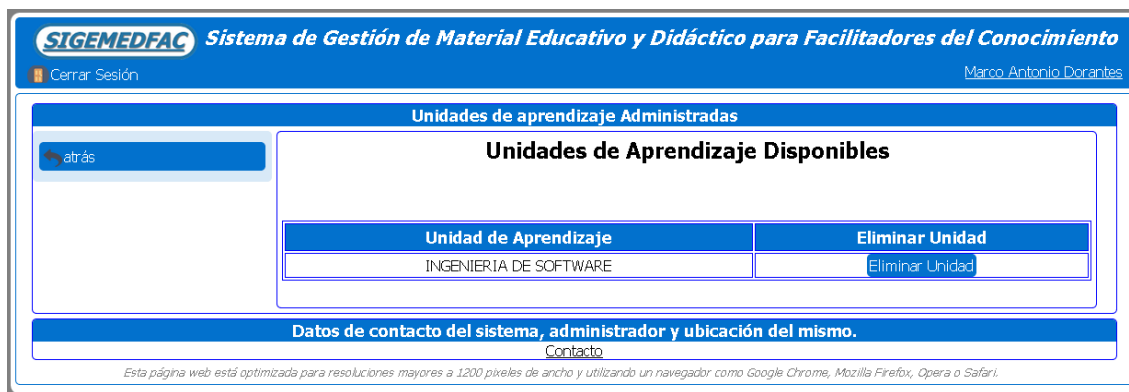 SIGEMEDFAC Sistema de Gestión de Material Educativo y Didáctico para Facilitadores del Conocimiento
Cerrar Sesión Marco Antonio Dorantes
Unidades de aprendizaje Administradas
atrás
Unidades de Aprendizaje Disponibles
Unidad de Aprendizaje Eliminar Unidad
INGENIERIA DE SOFTWARE Eliminar Unidad
Datos de contacto del sistema, administrador y ubicación del mismo.
Contacto
Esta página web está optimizada para resoluciones mayores a 1200 pixeles de ancho y utilizando un navegador como Google Chrome, Mozilla Firefox, Opera o Safari.